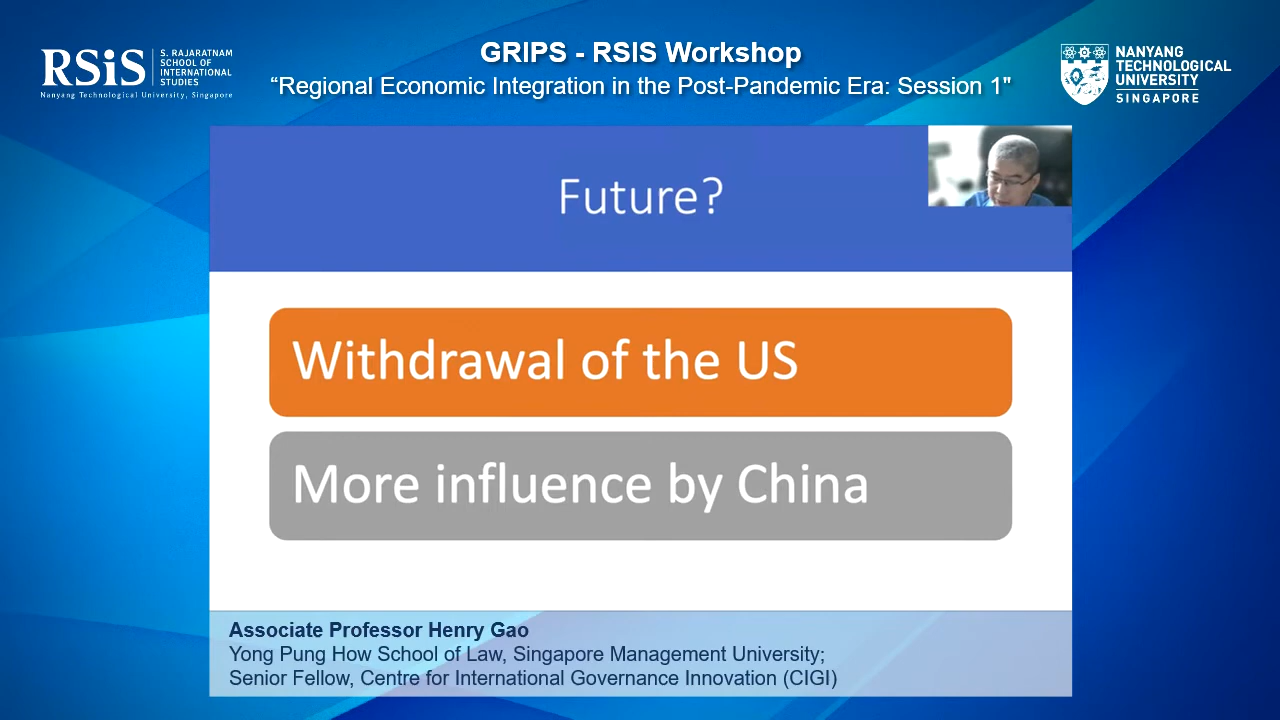 RSiS
S. RAJARATNAM
SCHOOL OF
INTERNATIONAL
STUDIES
Nanyang Technological University, Singapore
GRIPS - RSIS Workshop
“Regional Economic Integration in the Post-Pandemic Era: Session 1"
NANYANG
TECHNOLOGICAL
UNIVERSITY
SINGAPORE
Future?
Withdrawal of the US
More influence by China
Associate Professor Henry Gao
Yong Pung How School of Law, Singapore Management University;
Senior Fellow, Centre for International Governance Innovation (CIGI)